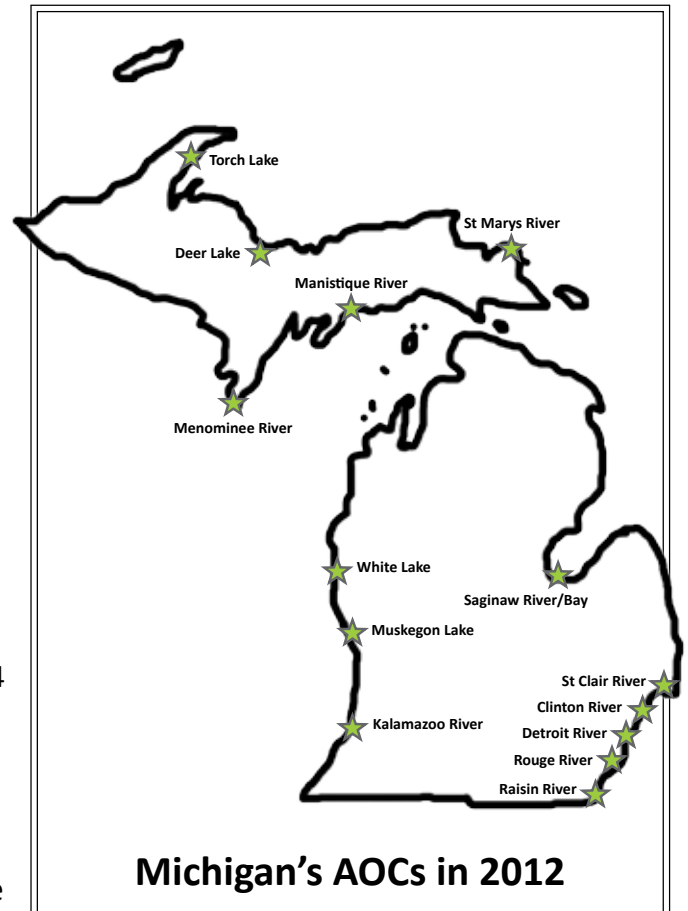 Torch Lake
St Marys River
Deer Lake
Manistique River
Menominee River
White Lake
Saginaw River/Bay
Muskegon Lake
4
St Clair River
Clinton River
Kalamazoo River
Detroit River
Rouge River
Raisin River
Michigan's AOCs in 2012
e